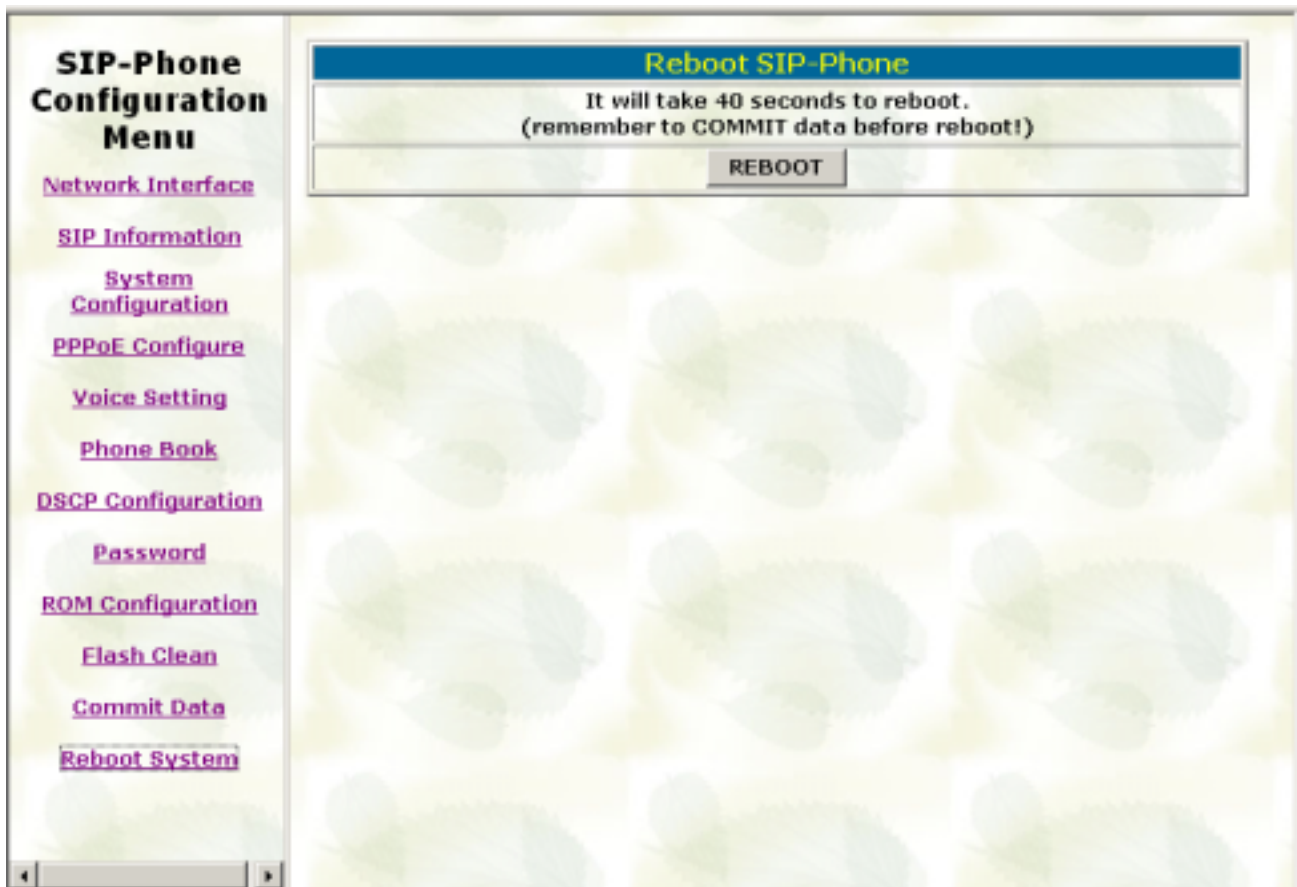 SIP-Phone
Configuration
Menu
Network Interface
SIP Information
System
Configuration
PPPoE Configure
Voice Setting
Phone Book
DSCP Configuration
Password
ROM Configuration
Flash Clean
Commit Data
Reboot System
Reboot SIP-Phone
It will take 40 seconds to reboot.
(remember to COMMIT data before reboot!)
REBOOT